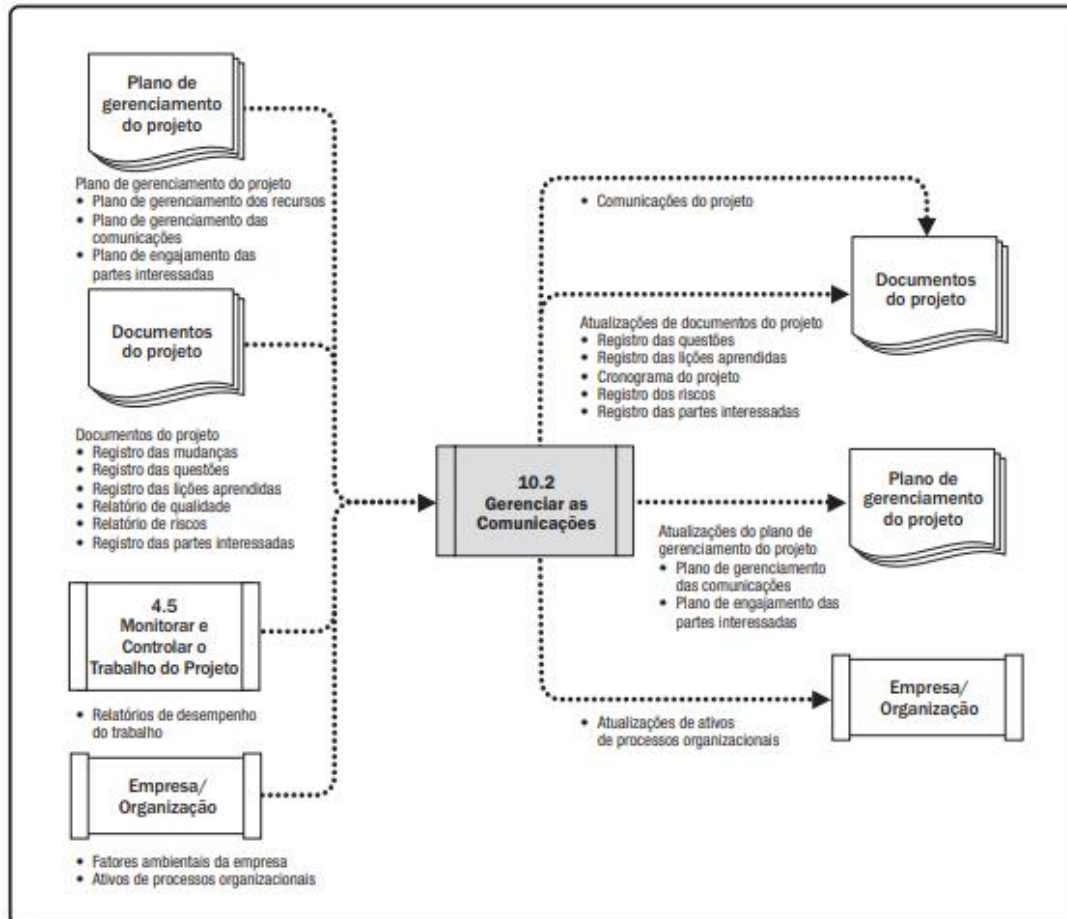 Plano de
gerenciamento
do projeto
Plano de gerenciamento do projeto
• Plano de gerenciamento dos recursos
• Plano de gerenciamento das
comunicações
• Plano de engajamento das
partes interessadas
Documentos
do projeto
Documentos do projeto
• Registro das mudanças
• Registro das questões
• Registro das lições aprendidas
• Relatório de qualidade
• Relatório de riscos
• Registro das partes interessadas
4.5
Monitorar e
Controlar o
Trabalho do Projeto
• Relatórios de desempenho
do trabalho
Empresa/
Organização
• Fatores ambientais da empresa
• Ativos de processos organizacionais
10.2
Gerenciar as
Comunicações
• Comunicações do projeto
Documentos
do projeto
Atualizações de documentos do projeto
• Registro das questões
• Registro das lições aprendidas
• Cronograma do projeto
• Registro dos riscos
• Registro das partes interessadas
Plano de
gerenciamento
do projeto
Atualizações do plano de
gerenciamento do projeto
• Plano de gerenciamento
das comunicações
• Plano de engajamento das
partes interessadas
Empresa/
Organização
• Atualizações de ativos
de processos organizacionais